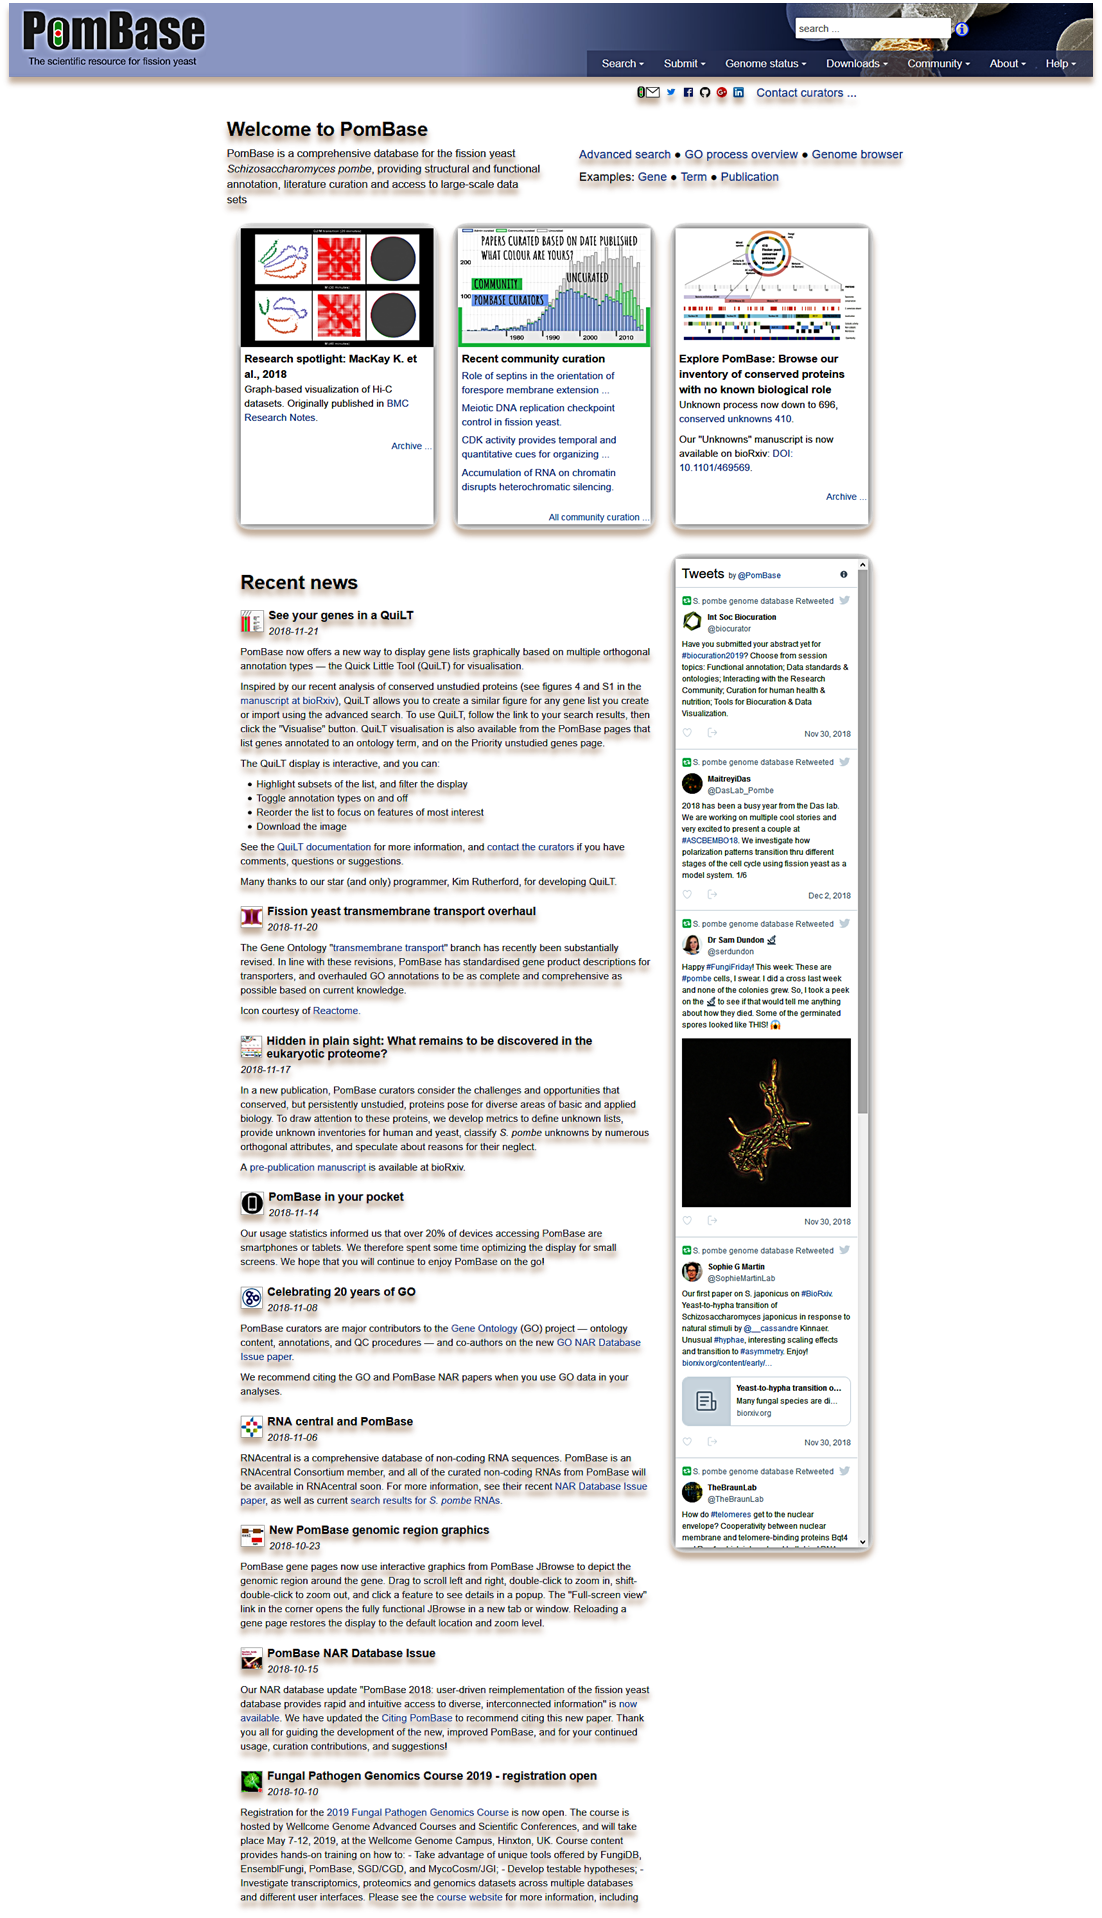 PomBase
The scientific resource for fission yeast
search ...
Search
Submit
Genome status
Downloads
Community
About
Help
Contact curators ...
Welcome to PomBase
PomBase is a comprehensive database for the fission yeast
Schizosaccharomyces pombe, providing structural and functional
annotation, literature curation and access to large-scale data
sets
Advanced search ● GO process overview ● Genome browser
Examples: Gene ● Term ● Publication
Research spotlight: MacKay K. et
al., 2018
Graph-based visualization of Hi-C
datasets. Originally published in BMC
Research Notes.
Archive ...
PAPERS CURATED BASED ON DATE PUBLISHED
WHAT COLOUR ARE YOURS?
200
UNCURATED
COMMUNITY
100
POMBASE CURATORS
1980 1990 2000 2010
Recent community curation
Role of septins in the orientation of
forespore membrane extension ...
Meiotic DNA replication checkpoint
control in fission yeast.
CDK activity provides temporal and
quantitative cues for organizing ...
Accumulation of RNA on chromatin
disrupts heterochromatic silencing.
All community curation ...
Explore PomBase: Browse our
inventory of conserved proteins
with no known biological role
Unknown process now down to 696,
conserved unknowns 410.
Our "Unknowns" manuscript is now
available on bioRxiv: DOI:
10.1101/469569.
Archive ...
Recent news
See your genes in a QuiLT
2018-11-21
PomBase now offers a new way to display gene lists graphically based on multiple orthogonal
annotation types — the Quick Little Tool (QuiLT) for visualisation.
Inspired by our recent analysis of conserved unstudied proteins (see figures 4 and S1 in the
manuscript at bioRxiv), QuiLT allows you to create a similar figure for any gene list you create
or import using the advanced search. To use QuiLT, follow the link to your search results, then
click the "Visualise" button. QuiLT visualisation is also available from the PomBase pages that
list genes annotated to an ontology term, and on the Priority unstudied genes page.
The QuiLT display is interactive, and you can:
• Highlight subsets of the list, and filter the display
• Toggle annotation types on and off
• Reorder the list to focus on features of most interest
• Download the image
See the QuiLT documentation for more information, and contact the curators if you have
comments, questions or suggestions.
Many thanks to our star (and only) programmer, Kim Rutherford, for developing QuiLT.
Fission yeast transmembrane transport overhaul
2018-11-20
The Gene Ontology "transmembrane transport" branch has recently been substantially
revised. In line with these revisions, PomBase has standardised gene product descriptions for
transporters, and overhauled GO annotations to be as complete and comprehensive as
possible based on current knowledge.
Icon courtesy of Reactome.
Hidden in plain sight: What remains to be discovered in the
eukaryotic proteome?
2018-11-17
In a new publication, PomBase curators consider the challenges and opportunities that
conserved, but persistently unstudied, proteins pose for diverse areas of basic and applied
biology. To draw attention to these proteins, we develop metrics to define unknown lists,
provide unknown inventories for human and yeast, classify S. pombe unknowns by numerous
orthogonal attributes, and speculate about reasons for their neglect.
A pre-publication manuscript is available at bioRxiv.
PomBase in your pocket
2018-11-14
Our usage statistics informed us that over 20% of devices accessing PomBase are
smartphones or tablets. We therefore spent some time optimizing the display for small
screens. We hope that you will continue to enjoy PomBase on the go!
Celebrating 20 years of GO
2018-11-08
PomBase curators are major contributors to the Gene Ontology (GO) project — ontology
content, annotations, and QC procedures — and co-authors on the new GO NAR Database
Issue paper.
We recommend citing the GO and PomBase NAR papers when you use GO data in your
analyses.
RNA central and PomBase
2018-11-06
RNAcentral is a comprehensive database of non-coding RNA sequences. PomBase is an
RNAcentral Consortium member, and all of the curated non-coding RNAs from PomBase will
be available in RNAcentral soon. For more information, see their recent NAR Database Issue
paper, as well as current search results for S. pombe RNAs.
New PomBase genomic region graphics
2018-10-23
PomBase gene pages now use interactive graphics from PomBase JBrowse to depict the
genomic region around the gene. Drag to scroll left and right, double-click to zoom in, shift-
double-click to zoom out, and click a feature to see details in a popup. The "Full-screen view"
link in the corner opens the fully functional JBrowse in a new tab or window. Reloading a
gene page restores the display to the default location and zoom level.
PomBase NAR Database Issue
2018-10-15
Our NAR database update "PomBase 2018: user-driven reimplementation of the fission yeast
database provides rapid and intuitive access to diverse, interconnected information" is now
available. We have updated the Citing PomBase to recommend citing this new paper. Thank
you all for guiding the development of the new, improved PomBase, and for your continued
usage, curation contributions, and suggestions!
Fungal Pathogen Genomics Course 2019 - registration open
2018-10-10
Registration for the 2019 Fungal Pathogen Genomics Course is now open. The course is
hosted by Wellcome Genome Advanced Courses and Scientific Conferences, and will take
place May 7-12, 2019, at the Wellcome Genome Campus, Hinxton, UK. Course content
provides hands-on training on how to: - Take advantage of unique tools offered by FungiDB,
EnsemblFungi, PomBase, SGD/CGD, and MycoCosm/JGI; - Develop testable hypotheses; -
Investigate transcriptomics, proteomics and genomics datasets across multiple databases
and different user interfaces. Please see the course website for more information, including
Tweets by @PomBase
S. pombe genome database Retweeted
Int Soc Biocuration
@biocurator
Have you submitted your abstract yet for
#biocuration2019? Choose from session
topics: Functional annotation; Data standards &
ontologies; Interacting with the Research
Community; Curation for human health &
nutrition; Tools for Biocuration & Data
Visualization.
Nov 30, 2018
S. pombe genome database Retweeted
MaitreyiDas
@DasLab_Pombe
2018 has been a busy year from the Das lab.
We are working on multiple cool stories and
very excited to present a couple at
#ASCBEMBO18. We investigate how
polarization patterns transition thru different
stages of the cell cycle using fission yeast as a
model system. 1/6
Dec 2, 2018
S. pombe genome database Retweeted
Dr Sam Dundon 🔬
@serdundon
Happy #FungiFriday! This week: These are
#pombe cells, I swear. I did a cross last week
and none of the colonies grew. So, I took a peek
on the 🔬 to see if that would tell me anything
about how they died. Some of the germinated
spores looked like THIS! 😱
Nov 30, 2018
S. pombe genome database Retweeted
Sophie G Martin
@SophieMartinLab
Our first paper on S. japonicus on #BioRxiv.
Yeast-to-hypha transition of
Schizosaccharomyces japonicus in response to
natural stimuli by @__cassandre Kinnaer.
Unusual #hyphae, interesting scaling effects
and transition to #asymmetry. Enjoy!
biorxiv.org/content/early/...
Yeast-to-hypha transition o...
Many fungal species are di...
biorxiv.org
Nov 30, 2018
S. pombe genome database Retweeted
TheBraunLab
@TheBraunLab
How do #telomeres get to the nuclear
envelope? Cooperativity between nuclear
membrane and telomere-binding proteins Bqt4